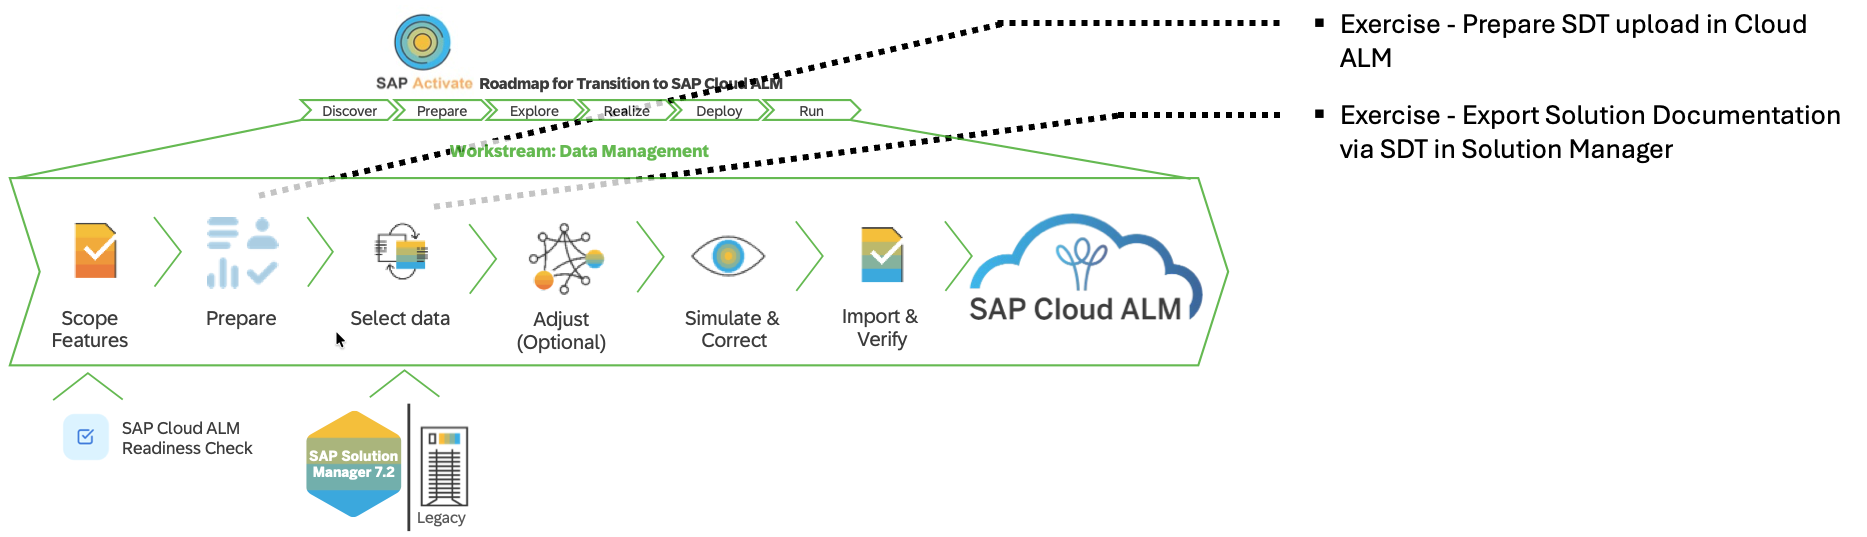 SAP Activate Roadmap for Transition to SAP Cloud ALM
Discover
Prepare
Explore
Realize
Deploy
Run
Workstream: Data Management
Scope
Features
Prepare
Select data
Adjust
(Optional)
Simulate &
Correct
Import &
Verify
SAP Cloud ALM
SAP Cloud ALM
Readiness Check
SAP Solution
Manager 7.2
Legacy
▪ Exercise - Prepare SDT upload in Cloud
ALM
▪ Exercise - Export Solution Documentation
via SDT in Solution Manager